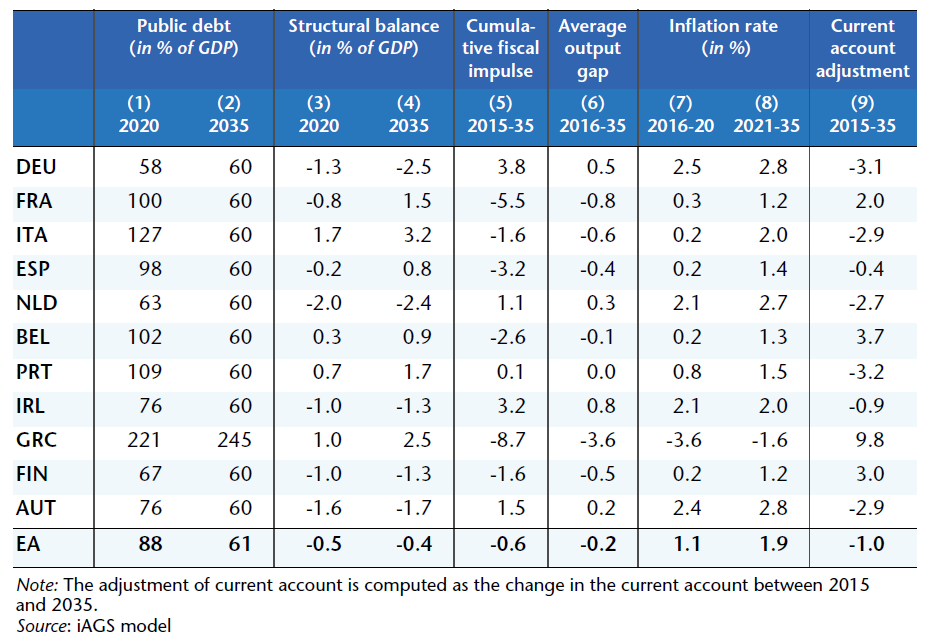 Public debt (in % of GDP) Structural balance (in % of GDP) Cumula-tive fiscal impulse Average output gap Inflation rate (in %) Current account adjustment
(1) 2020 (2) 2035 (3) 2020 (4) 2035 (5) 2015-35 (6) 2016-35 (7) 2016-20 (8) 2021-35 (9) 2015-35
DEU 58 60 -1.3 -2.5 3.8 0.5 2.5 2.8 -3.1
FRA 100 60 -0.8 1.5 -5.5 -0.8 0.3 1.2 2.0
ITA 127 60 1.7 3.2 -1.6 -0.6 0.2 2.0 -2.9
ESP 98 60 -0.2 0.8 -3.2 -0.4 0.2 1.4 -0.4
NLD 63 60 -2.0 -2.4 1.1 0.3 2.1 2.7 -2.7
BEL 102 60 0.3 0.9 -2.6 -0.1 0.2 1.3 3.7
PRT 109 60 0.7 1.7 0.1 0.0 0.8 1.5 -3.2
IRL 76 60 -1.0 -1.3 3.2 0.8 2.1 2.0 -0.9
GRC 221 245 1.0 2.5 -8.7 -3.6 -3.6 -1.6 9.8
FIN 67 60 -1.0 -1.3 -1.6 -0.5 0.2 1.2 3.0
AUT 76 60 -1.6 -1.7 1.5 0.2 2.4 2.8 -2.9
EA 88 61 -0.5 -0.4 -0.6 -0.2 1.1 1.9 -1.0
Note: The adjustment of current account is computed as the change in the current account between 2015
and 2035.
Source: iAGS model